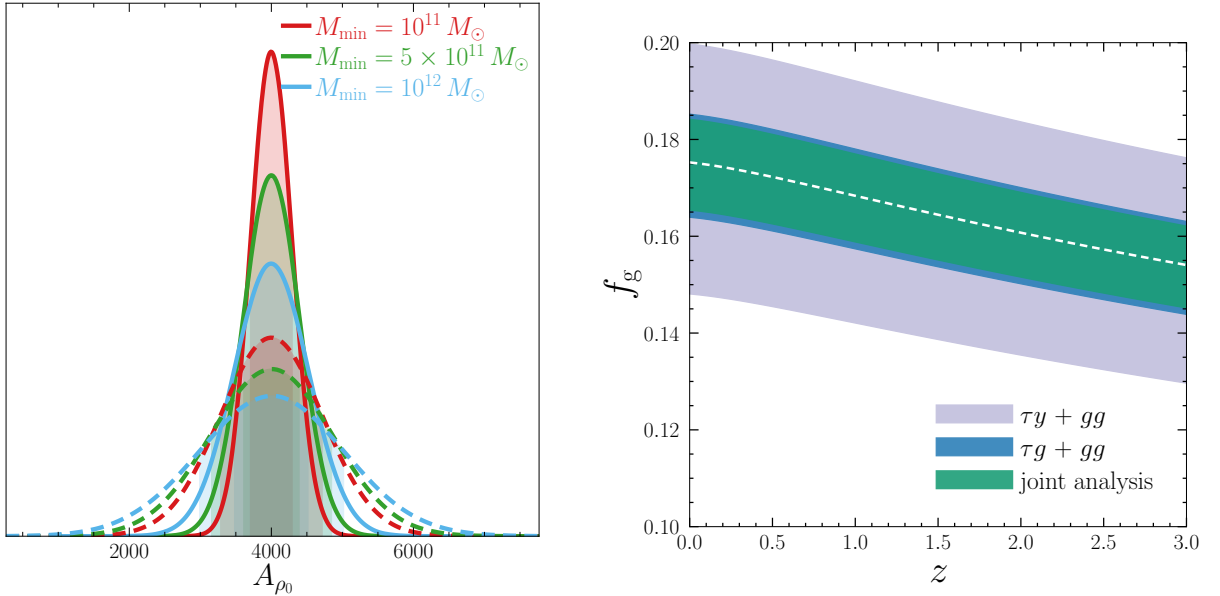 M_min = 10^11 M_⊙
M_min = 5 × 10^11 M_⊙
M_min = 10^12 M_⊙
2000 4000 6000
A_ρ0
0.20
0.18
0.16
0.14
0.12
0.10
f_g
τy + gg
τg + gg
joint analysis
0.0 0.5 1.0 1.5 2.0 2.5 3.0
z